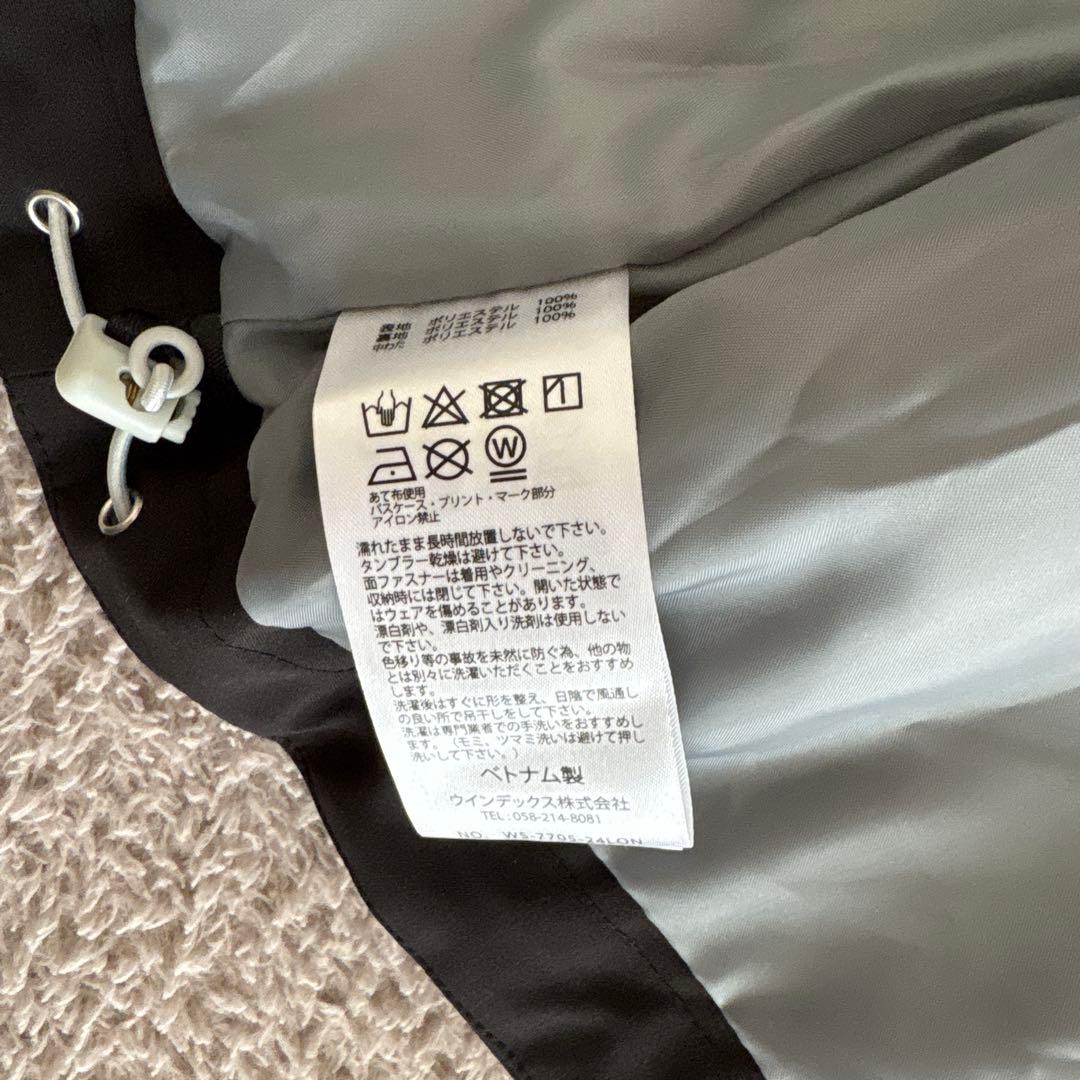 表地 ポリエステル 100%
裏地 ポリエステル 100%
中わた ポリエステル 100%
W
あて布使用
パスケース・プリント・マーク部分
アイロン禁止
濡れたまま長時間放置しないで下さい。
タンブラー乾燥は避けて下さい。
面ファスナーは着用やクリーニング、
収納時には閉じて下さい。開いた状態で
はウェアを傷めることがあります。
漂白剤や、漂白剤入り洗剤は使用しない
で下さい。
色移り等の事故を未然に防ぐ為、他の物
とは別々に洗濯いただくことをおすすめ
します。
洗濯後はすぐに形を整え、日陰で風通し
の良い所で吊干しをして下さい。
洗濯は専門業者での手洗いをおすすめし
ます。（モミ、ツマミ洗いは避けて押し
洗いして下さい。）
ベトナム製
ウインデックス株式会社
TEL:058-214-8081
NO. WS-7705-24LON